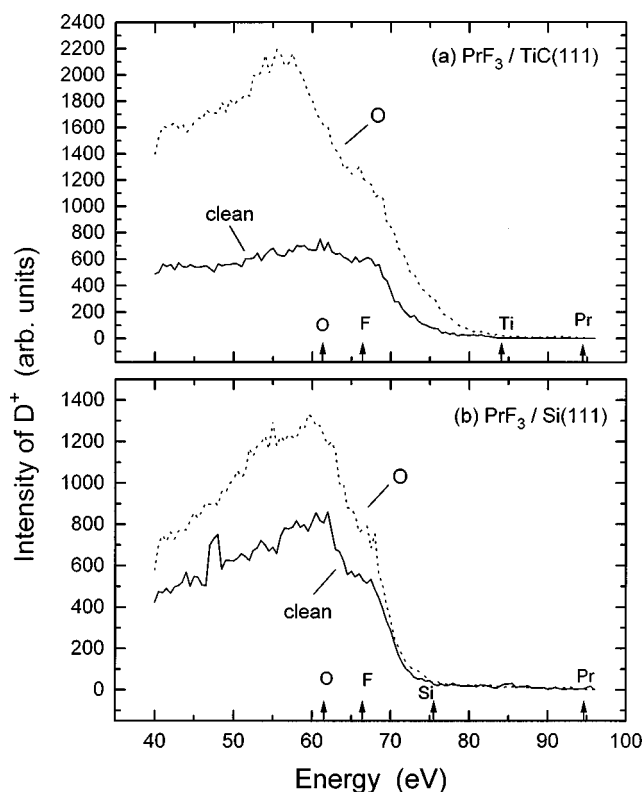 2200
2000
1800
1600
1400
1200
1000
800
600
400
200
0
(a) PrF₃ / TiC(111)
O
clean
O F Ti Pr
Intensity of D⁺ (arb. units)
1400
1200
1000
800
600
400
200
0
(b) PrF₃ / Si(111)
O
clean
O F Si Pr
40 50 60 70 80 90 100
Energy (eV)